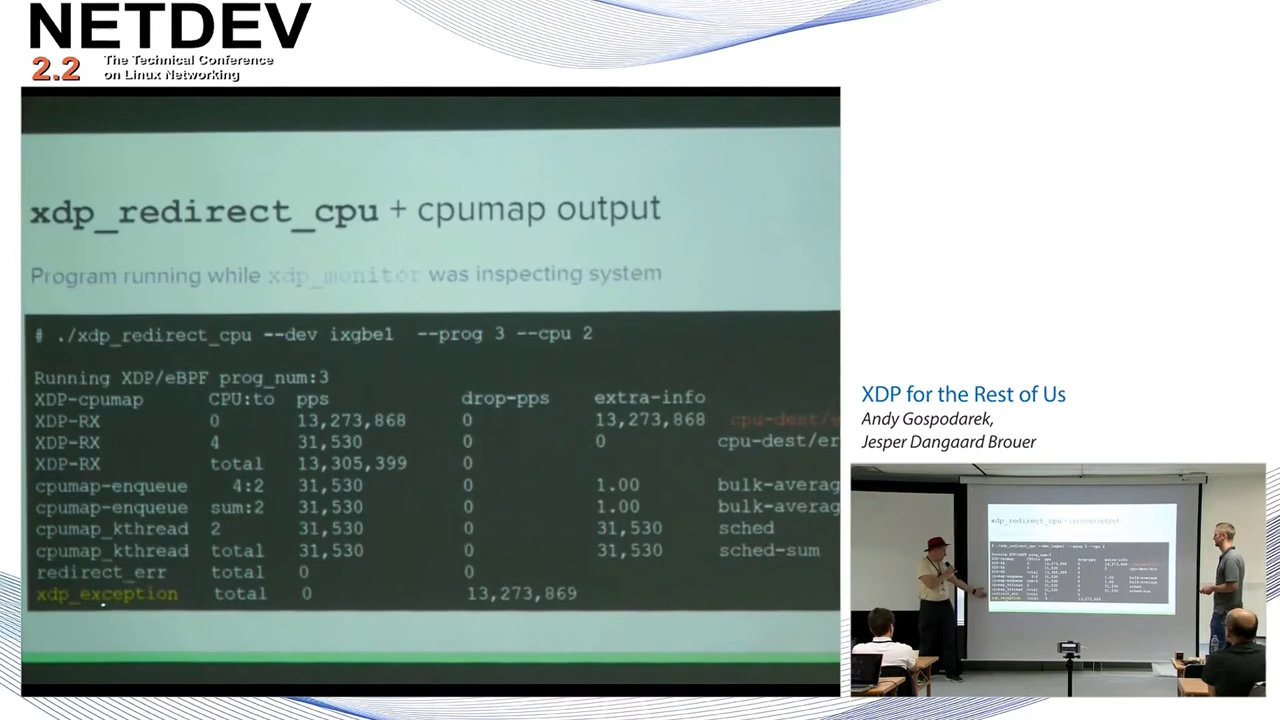 NETDEV
2.2 The Technical Conference
on Linux Networking
xdp_redirect_cpu + cpumap output
Program running while xdp_monitor was inspecting system
# ./xdp_redirect_cpu --dev ixgbe1 --prog 3 --cpu 2
Running XDP/eBPF prog_num:3
XDP-cpumap CPU:to pps drop-pps extra-info
XDP-RX 0 13,273,868 0 13,273,868 cpu-dest/e
XDP-RX 4 31,530 0 0 cpu-dest/er
XDP-RX total 13,305,399 0
cpumap-enqueue 4:2 31,530 0 1.00 bulk-averag
cpumap-enqueue sum:2 31,530 0 1.00 bulk-averag
cpumap_kthread 2 31,530 0 31,530 sched
cpumap_kthread total 31,530 0 31,530 sched-sum
redirect_err total 0 0
xdp_exception total 0 13,273,869
XDP for the Rest of Us
Andy Gospodarek,
Jesper Dangaard Brouer
xdp_redirect_cpu + cpumap output